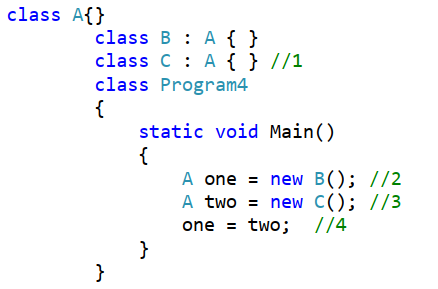 class A{}
class B : A { }
class C : A { } //1
class Program4
{
static void Main()
{
A one = new B(); //2
A two = new C(); //3
one = two;  //4
}
}